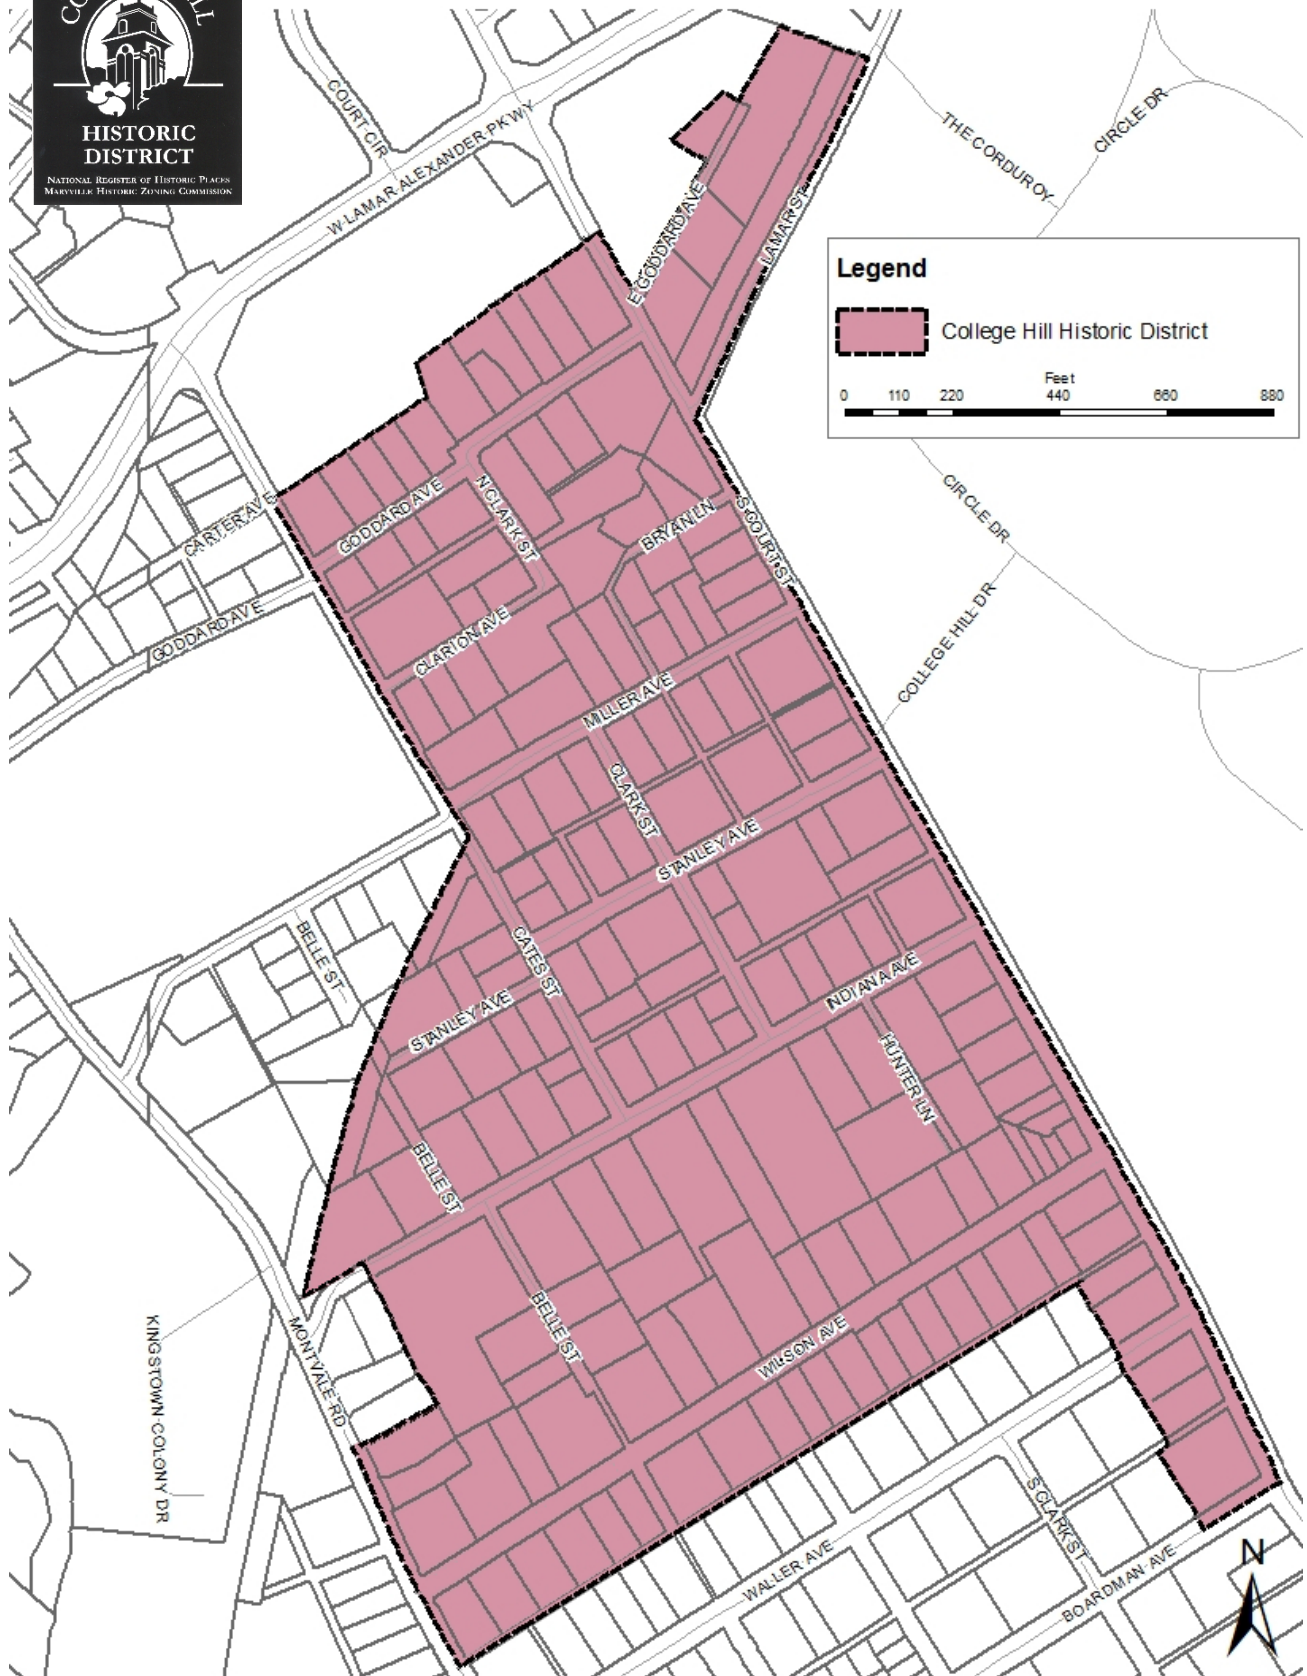 HISTORIC
DISTRICT
NATIONAL REGISTER OF HISTORIC PLACES
MARYVILLE HISTORIC ZONING COMMISSION
COURT CIR
W LAMAR ALEXANDER PKWY
THE CORDUROY
CIRCLE DR
E GODDARD AVE
LAMAR ST
Legend
College Hill Historic District
Feet
0 110 220 440 660 880
CARTER AVE
GODDARD AVE
N CLARK ST
BRYAN LN
S COURT ST
CIRCLE DR
GODDARD AVE
CLARION AVE
COLLEGE HILL DR
MILLER AVE
CLARK ST
STANLEY AVE
BELLE ST
CATES ST
STANLEY AVE
INDIANA AVE
HUNTER LN
BELLE ST
BELLE ST
WILSON AVE
KINGSTOWN COLONY DR
MONTVALE RD
S CLARK ST
WALLER AVE
BOARDMAN AVE
N